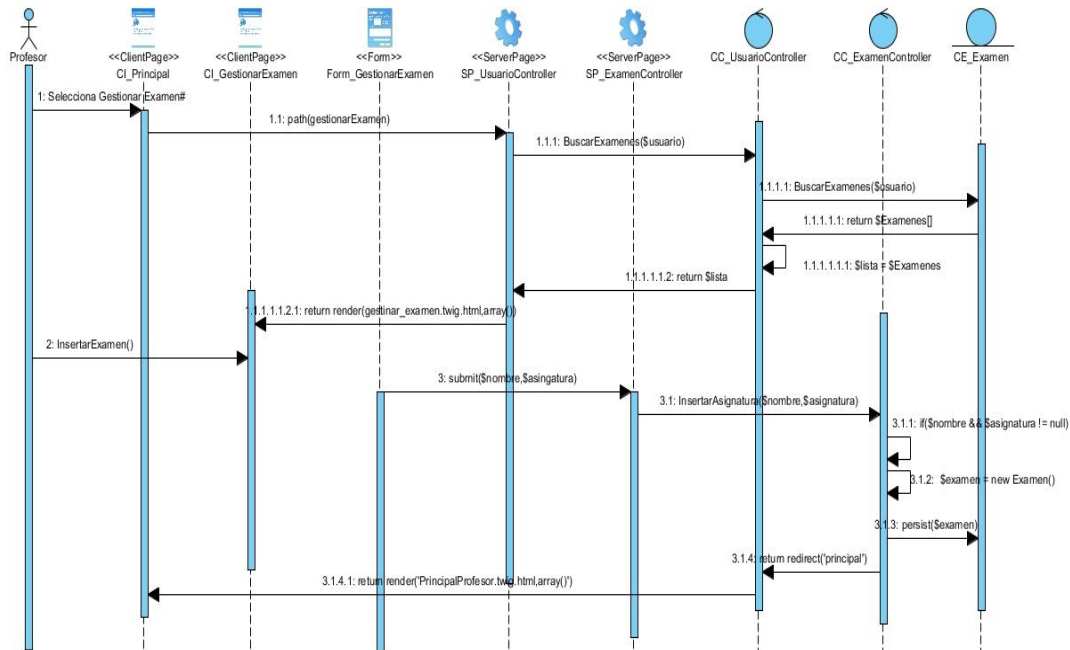 Profesor
<<ClientPage>>
CI_Principal
<<ClientPage>>
CI_GestionarExamen
<<Form>>
Form_GestionarExamen
<<ServerPage>>
SP_UsuarioController
<<ServerPage>>
SP_ExamenController
CC_UsuarioController
CC_ExamenController
CE_Examen
1: Selecciona Gestionar Examen#
1.1: path(gestionarExamen)
1.1.1: BuscarExamenes($usuario)
1.1.1.1: BuscarExamenes($usuario)
1.1.1.1.1: return $Examenes[]
1.1.1.1.1.1: $lista = $Examenes
1.1.1.1.1.2: return $lista
1.1.1.1.1.2.1: return render(gestinar_examen.twig.html,array())
2: InsertarExamen()
3: submit($nombre,$asingatura)
3.1: InsertarAsignatura($nombre,$asignatura)
3.1.1: if($nombre && $asignatura != null)
3.1.2: $examen = new Examen()
3.1.3: persist($examen)
3.1.4: return redirect('principal')
3.1.4.1: return render('PrincipalProfesor.twig.html,array()')